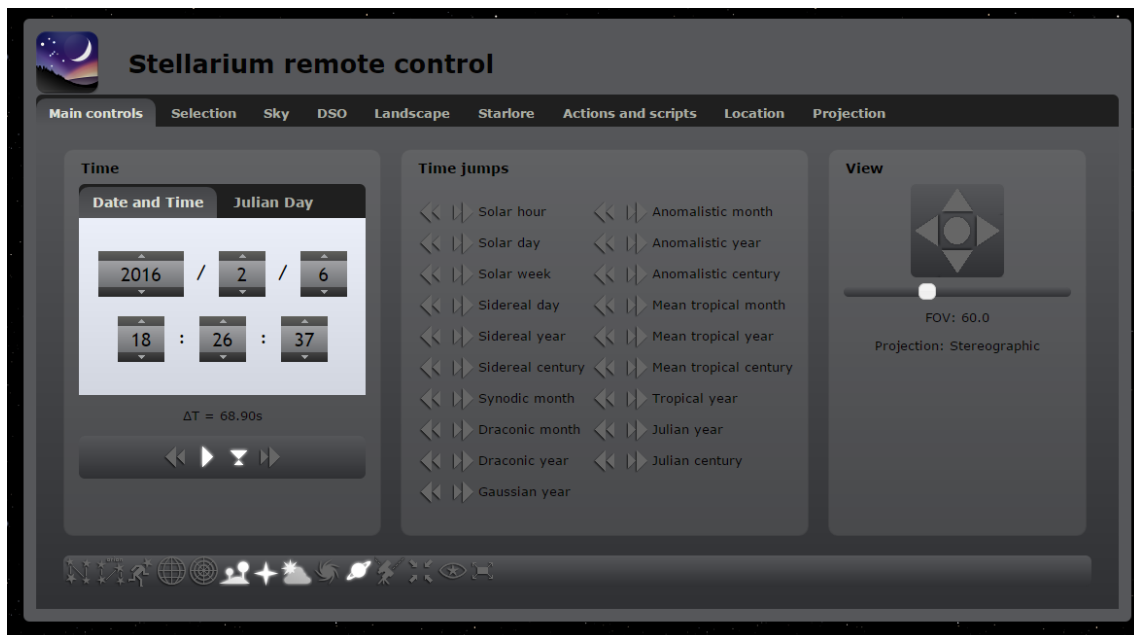 Stellarium remote control
Main controls Selection Sky DSO Landscape Starlore Actions and scripts Location Projection
Time
Date and Time Julian Day
2016 / 2 / 6
18 : 26 : 37
ΔT = 68.90s
Time jumps
Solar hour Anomalistic month
Solar day Anomalistic year
Solar week Anomalistic century
Sidereal day Mean tropical month
Sidereal year Mean tropical year
Sidereal century Mean tropical century
Synodic month Tropical year
Draconic month Julian year
Draconic year Julian century
Gaussian year
View
FOV: 60.0
Projection: Stereographic